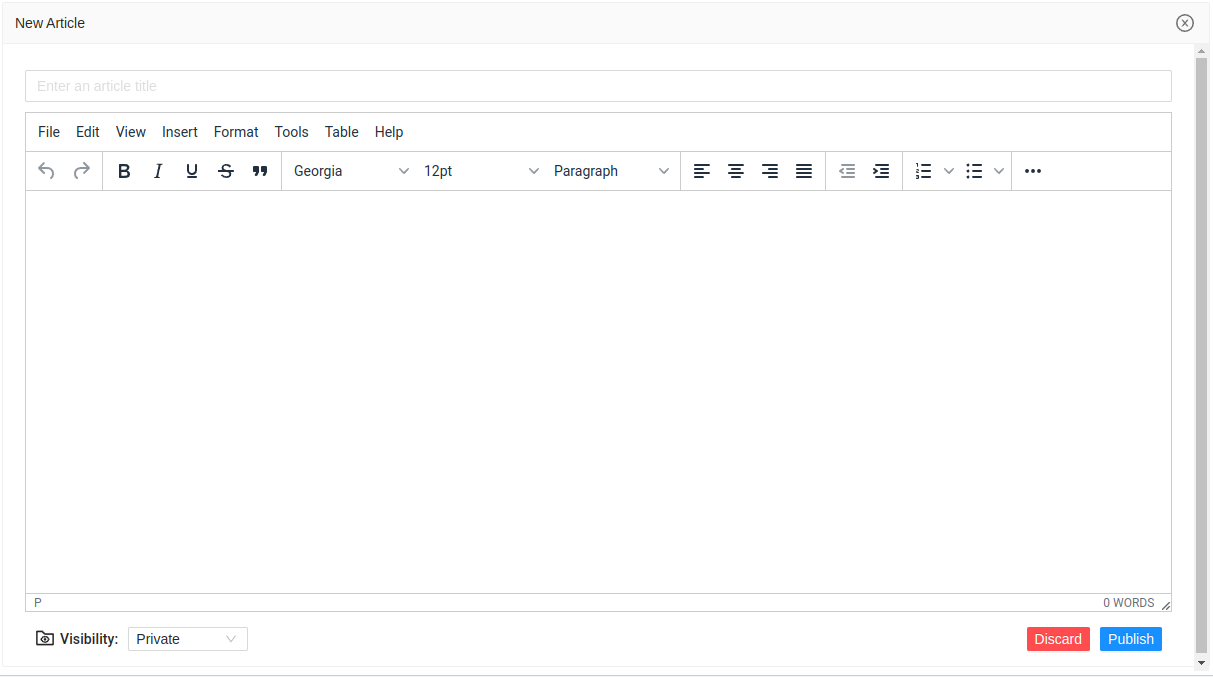 New Article
Enter an article title
File Edit View Insert Format Tools Table Help
B I U S Georgia 12pt Paragraph
P 0 WORDS
Visibility: Private Discard Publish